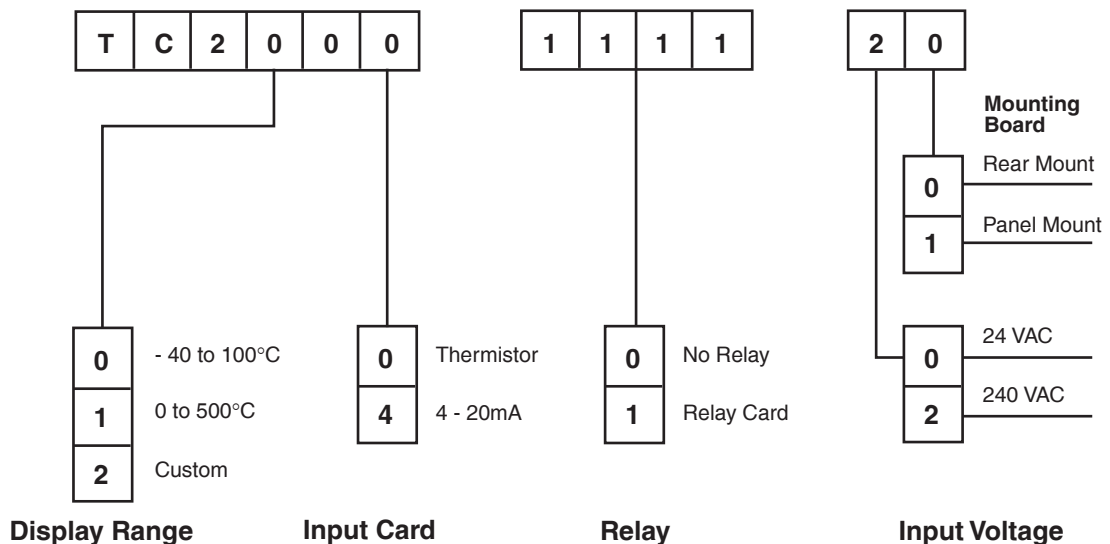 T C 2 0 0 0 1 1 1 1 2 0
Mounting
Board
0 Rear Mount
1 Panel Mount
0 - 40 to 100°C
1 0 to 500°C
2 Custom
Display Range
0 Thermistor
4 4 - 20mA
Input Card
0 No Relay
1 Relay Card
Relay
0 24 VAC
2 240 VAC
Input Voltage